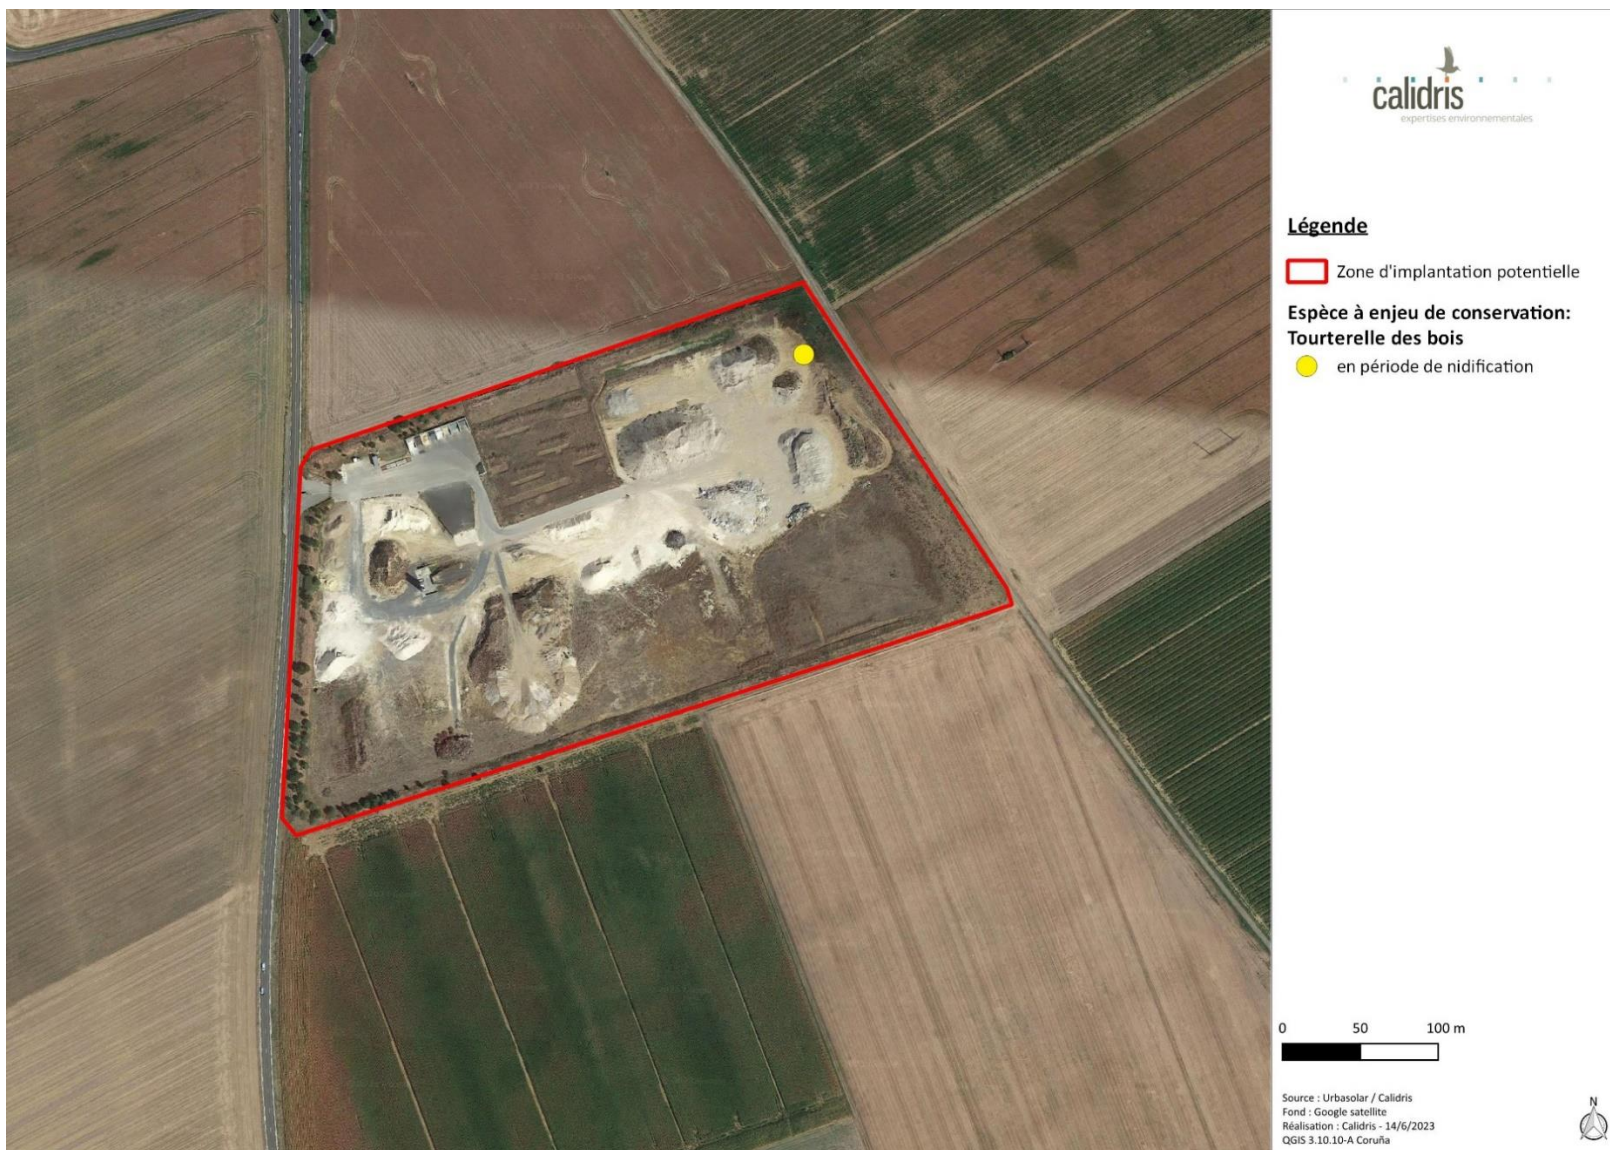 calidris
expertises environnementales
Légende
Zone d'implantation potentielle
Espèce à enjeu de conservation:
Tourterelle des bois
en période de nidification
0 50 100 m
Source : Urbasolar / Calidris
Fond : Google satellite
Réalisation : Calidris - 14/6/2023
QGIS 3.10.10-A Coruña
N